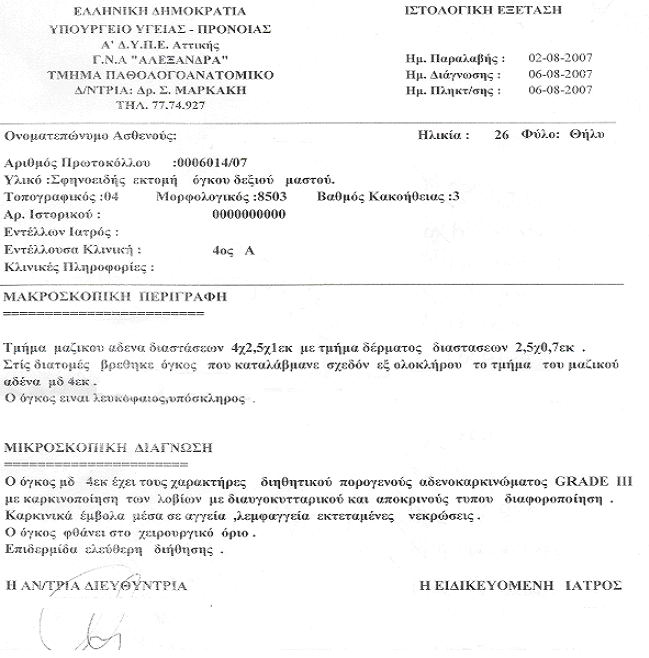 ΕΛΛΗΝΙΚΗ ΔΗΜΟΚΡΑΤΙΑ
ΥΠΟΥΡΓΕΙΟ ΥΓΕΙΑΣ - ΠΡΟΝΟΙΑΣ
Α' Δ.Υ.Π.Ε. Αττικής
Γ.Ν.Α "ΑΛΕΞΑΝΔΡΑ"
ΤΜΗΜΑ ΠΑΘΟΛΟΓΟΑΝΑΤΟΜΙΚΟ
Δ/ΝΤΡΙΑ: Δρ. Σ. ΜΑΡΚΑΚΗ
ΤΗΛ. 77.74.927
ΙΣΤΟΛΟΓΙΚΗ ΕΞΕΤΑΣΗ
Ημ. Παραλαβής : 02-08-2007
Ημ. Διάγνωσης : 06-08-2007
Ημ. Πληκτ/σης : 06-08-2007
Ονοματεπώνυμο Ασθενούς: Ηλικία : 26 Φύλο: Θήλυ
Αριθμός Πρωτοκόλλου :0006014/07
Υλικό :Σφηνοειδής εκτομή όγκου δεξιού μαστού.
Τοπογραφικός :04 Μορφολογικός :8503 Βαθμός Κακοήθειας :3
Αρ. Ιστορικού : 0000000000
Εντέλλων Ιατρός :
Εντέλλουσα Κλινική : 4ος Α
Κλινικές Πληροφορίες :
ΜΑΚΡΟΣΚΟΠΙΚΗ ΠΕΡΙΓΡΑΦΗ
========================
Τμήμα μαζικου αδενα διαστάσεων 4χ2,5χ1εκ με τμήμα δέρματος διαστασεων 2,5χ0,7εκ .
Στίς διατομές βρεθηκε όγκος που καταλάβμανε σχεδόν εξ ολοκλήρου το τμήμα του μαζικού
αδένα μδ 4εκ .
Ο όγκος ειναι λευκοφαιος,υπόσκληρος .
ΜΙΚΡΟΣΚΟΠΙΚΗ ΔΙΑΓΝΩΣΗ
======================
Ο όγκος μδ 4εκ έχει τους χαρακτήρες διηθητικού πορογενούς αδενοκαρκινώματος GRADE III
με καρκινοποίηση των λοβίων με διαυγοκυτταρικού και αποκρινούς τυπου διαφοροποίηση .
Καρκινικά έμβολα μέσα σε αγγεία ,λεμφαγγεία εκτεταμένες νεκρώσεις .
Ο όγκος φθάνει στο χειρουργικό όριο .
Επιδερμίδα ελεύθερη διήθησης .
Η ΑΝ/ΤΡΙΑ ΔΙΕΥΘΥΝΤΡΙΑ Η ΕΙΔΙΚΕΥΟΜΕΝΗ ΙΑΤΡΟΣ